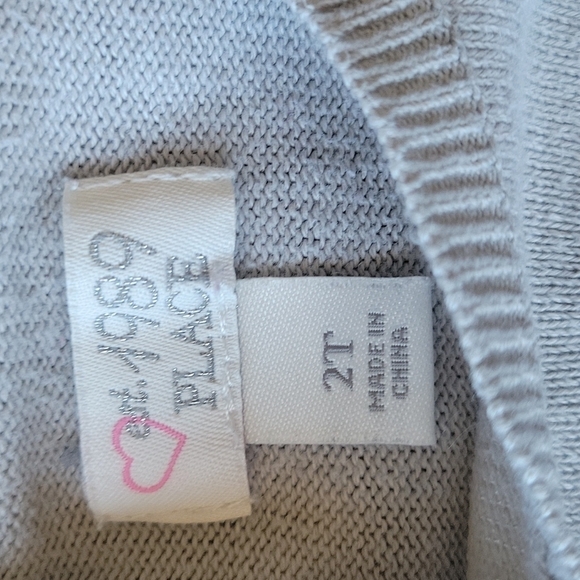 est. 1989
PLACE
2T
MADE IN
CHINA